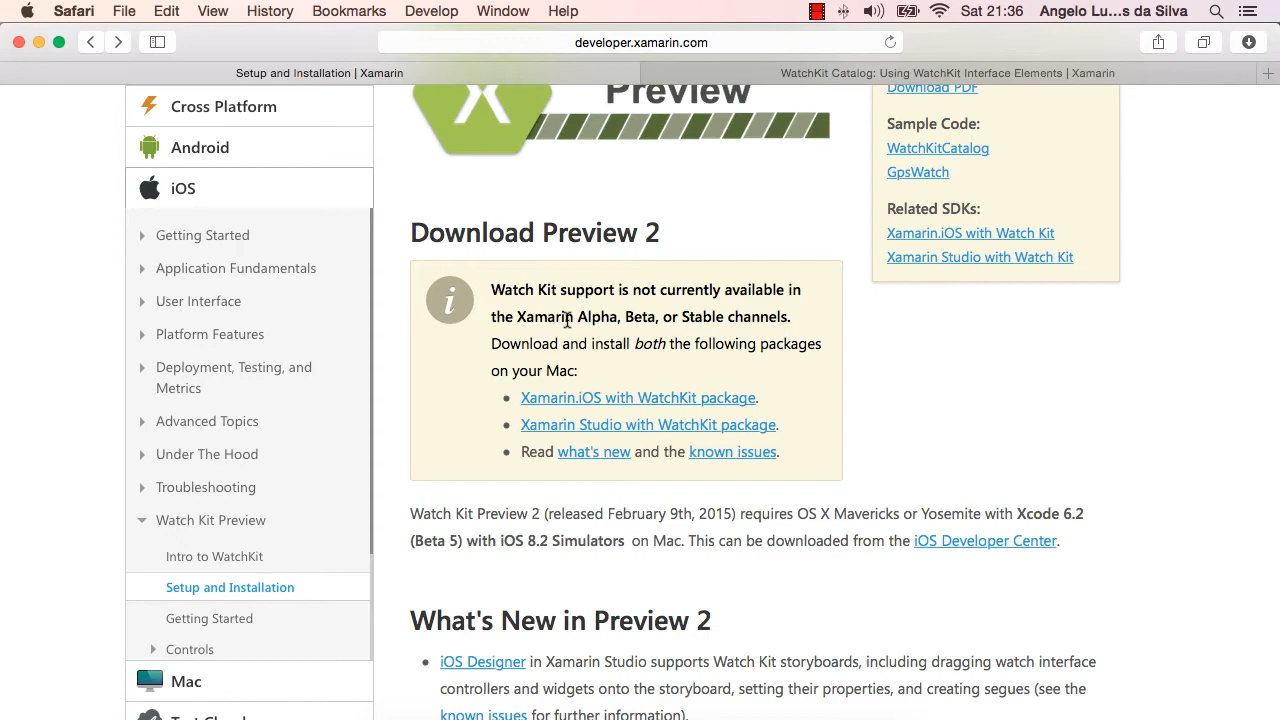 Safari File Edit View History Bookmarks Develop Window Help Sat 21:36 Angelo Lu...s da Silva
developer.xamarin.com
Setup and Installation | Xamarin
WatchKit Catalog: Using WatchKit Interface Elements | Xamarin
Cross Platform
Android
iOS
Getting Started
Application Fundamentals
User Interface
Platform Features
Deployment, Testing, and
Metrics
Advanced Topics
Under The Hood
Troubleshooting
Watch Kit Preview
Intro to WatchKit
Setup and Installation
Getting Started
Controls
Mac
Test Cloud
Preview
Download Preview 2
Watch Kit support is not currently available in
the Xamarin Alpha, Beta, or Stable channels.
Download and install both the following packages
on your Mac:
• Xamarin.iOS with WatchKit package.
• Xamarin Studio with WatchKit package.
• Read what's new and the known issues.
Watch Kit Preview 2 (released February 9th, 2015) requires OS X Mavericks or Yosemite with Xcode 6.2
(Beta 5) with iOS 8.2 Simulators on Mac. This can be downloaded from the iOS Developer Center.
What's New in Preview 2
• iOS Designer in Xamarin Studio supports Watch Kit storyboards, including dragging watch interface
controllers and widgets onto the storyboard, setting their properties, and creating segues (see the
known issues for further information).
Download PDF
Sample Code:
WatchKitCatalog
GpsWatch
Related SDKs:
Xamarin.iOS with Watch Kit
Xamarin Studio with Watch Kit